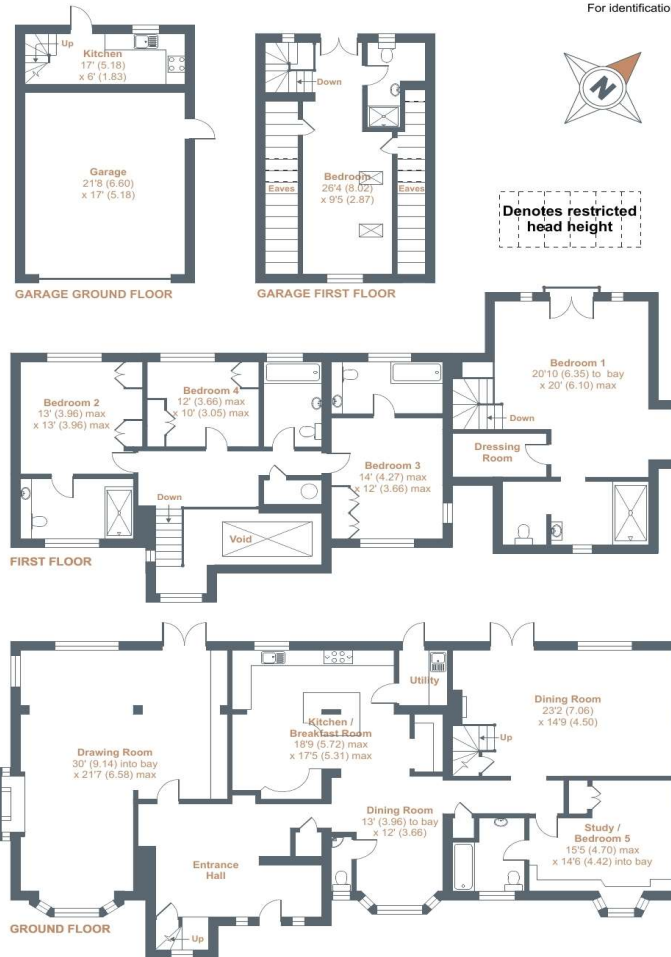 For identificatio
Up
Kitchen
17' (5.18)
x 6' (1.83)
Garage
21'8 (6.60)
x 17' (5.18)
GARAGE GROUND FLOOR
Down
Bedroom
26'4 (8.02)
x 9'5 (2.87)
Eaves
Eaves
GARAGE FIRST FLOOR
N
Denotes restricted
head height
Bedroom 2
13' (3.96) max
x 13' (3.96) max
Bedroom 4
12' (3.66) max
x 10' (3.05) max
Bedroom 3
14' (4.27) max
x 12' (3.66) max
Bedroom 1
20'10 (6.35) to bay
x 20' (6.10) max
Down
Dressing
Room
Down
Void
FIRST FLOOR
Drawing Room
30' (9.14) into bay
x 21'7 (6.58) max
Kitchen /
Breakfast Room
18'9 (5.72) max
x 17'5 (5.31) max
Utility
Dining Room
23'2 (7.06)
x 14'9 (4.50)
Up
Dining Room
13' (3.96) to bay
x 12' (3.66)
Study /
Bedroom 5
15'5 (4.70) max
x 14'6 (4.42) into bay
Entrance
Hall
Up
GROUND FLOOR